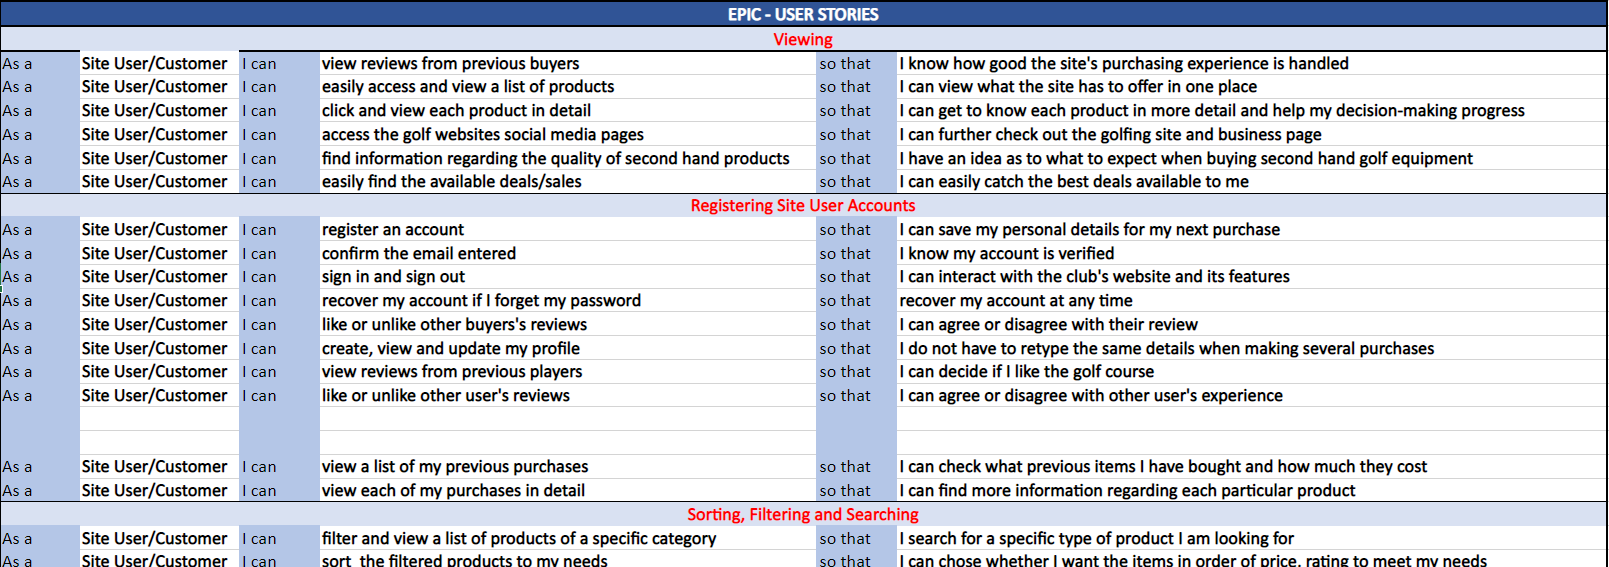 EPIC - USER STORIES
Viewing
As a Site User/Customer I can view reviews from previous buyers so that I know how good the site's purchasing experience is handled
As a Site User/Customer I can easily access and view a list of products so that I can view what the site has to offer in one place
As a Site User/Customer I can click and view each product in detail so that I can get to know each product in more detail and help my decision-making progress
As a Site User/Customer I can access the golf websites social media pages so that I can further check out the golfing site and business page
As a Site User/Customer I can find information regarding the quality of second hand products so that I have an idea as to what to expect when buying second hand golf equipment
As a Site User/Customer I can easily find the available deals/sales so that I can easily catch the best deals available to me
Registering Site User Accounts
As a Site User/Customer I can register an account so that I can save my personal details for my next purchase
As a Site User/Customer I can confirm the email entered so that I know my account is verified
As a Site User/Customer I can sign in and sign out so that I can interact with the club's website and its features
As a Site User/Customer I can recover my account if I forget my password so that recover my account at any time
As a Site User/Customer I can like or unlike other buyers's reviews so that I can agree or disagree with their review
As a Site User/Customer I can create, view and update my profile so that I do not have to retype the same details when making several purchases
As a Site User/Customer I can view reviews from previous players so that I can decide if I like the golf course
As a Site User/Customer I can like or unlike other user's reviews so that I can agree or disagree with other user's experience
As a Site User/Customer I can view a list of my previous purchases so that I can check what previous items I have bought and how much they cost
As a Site User/Customer I can view each of my purchases in detail so that I can find more information regarding each particular product
Sorting, Filtering and Searching
As a Site User/Customer I can filter and view a list of products of a specific category so that I search for a specific type of product I am looking for
As a Site User/Customer I can sort the filtered products to my needs so that I can chose whether I want the items in order of price, rating to meet my needs